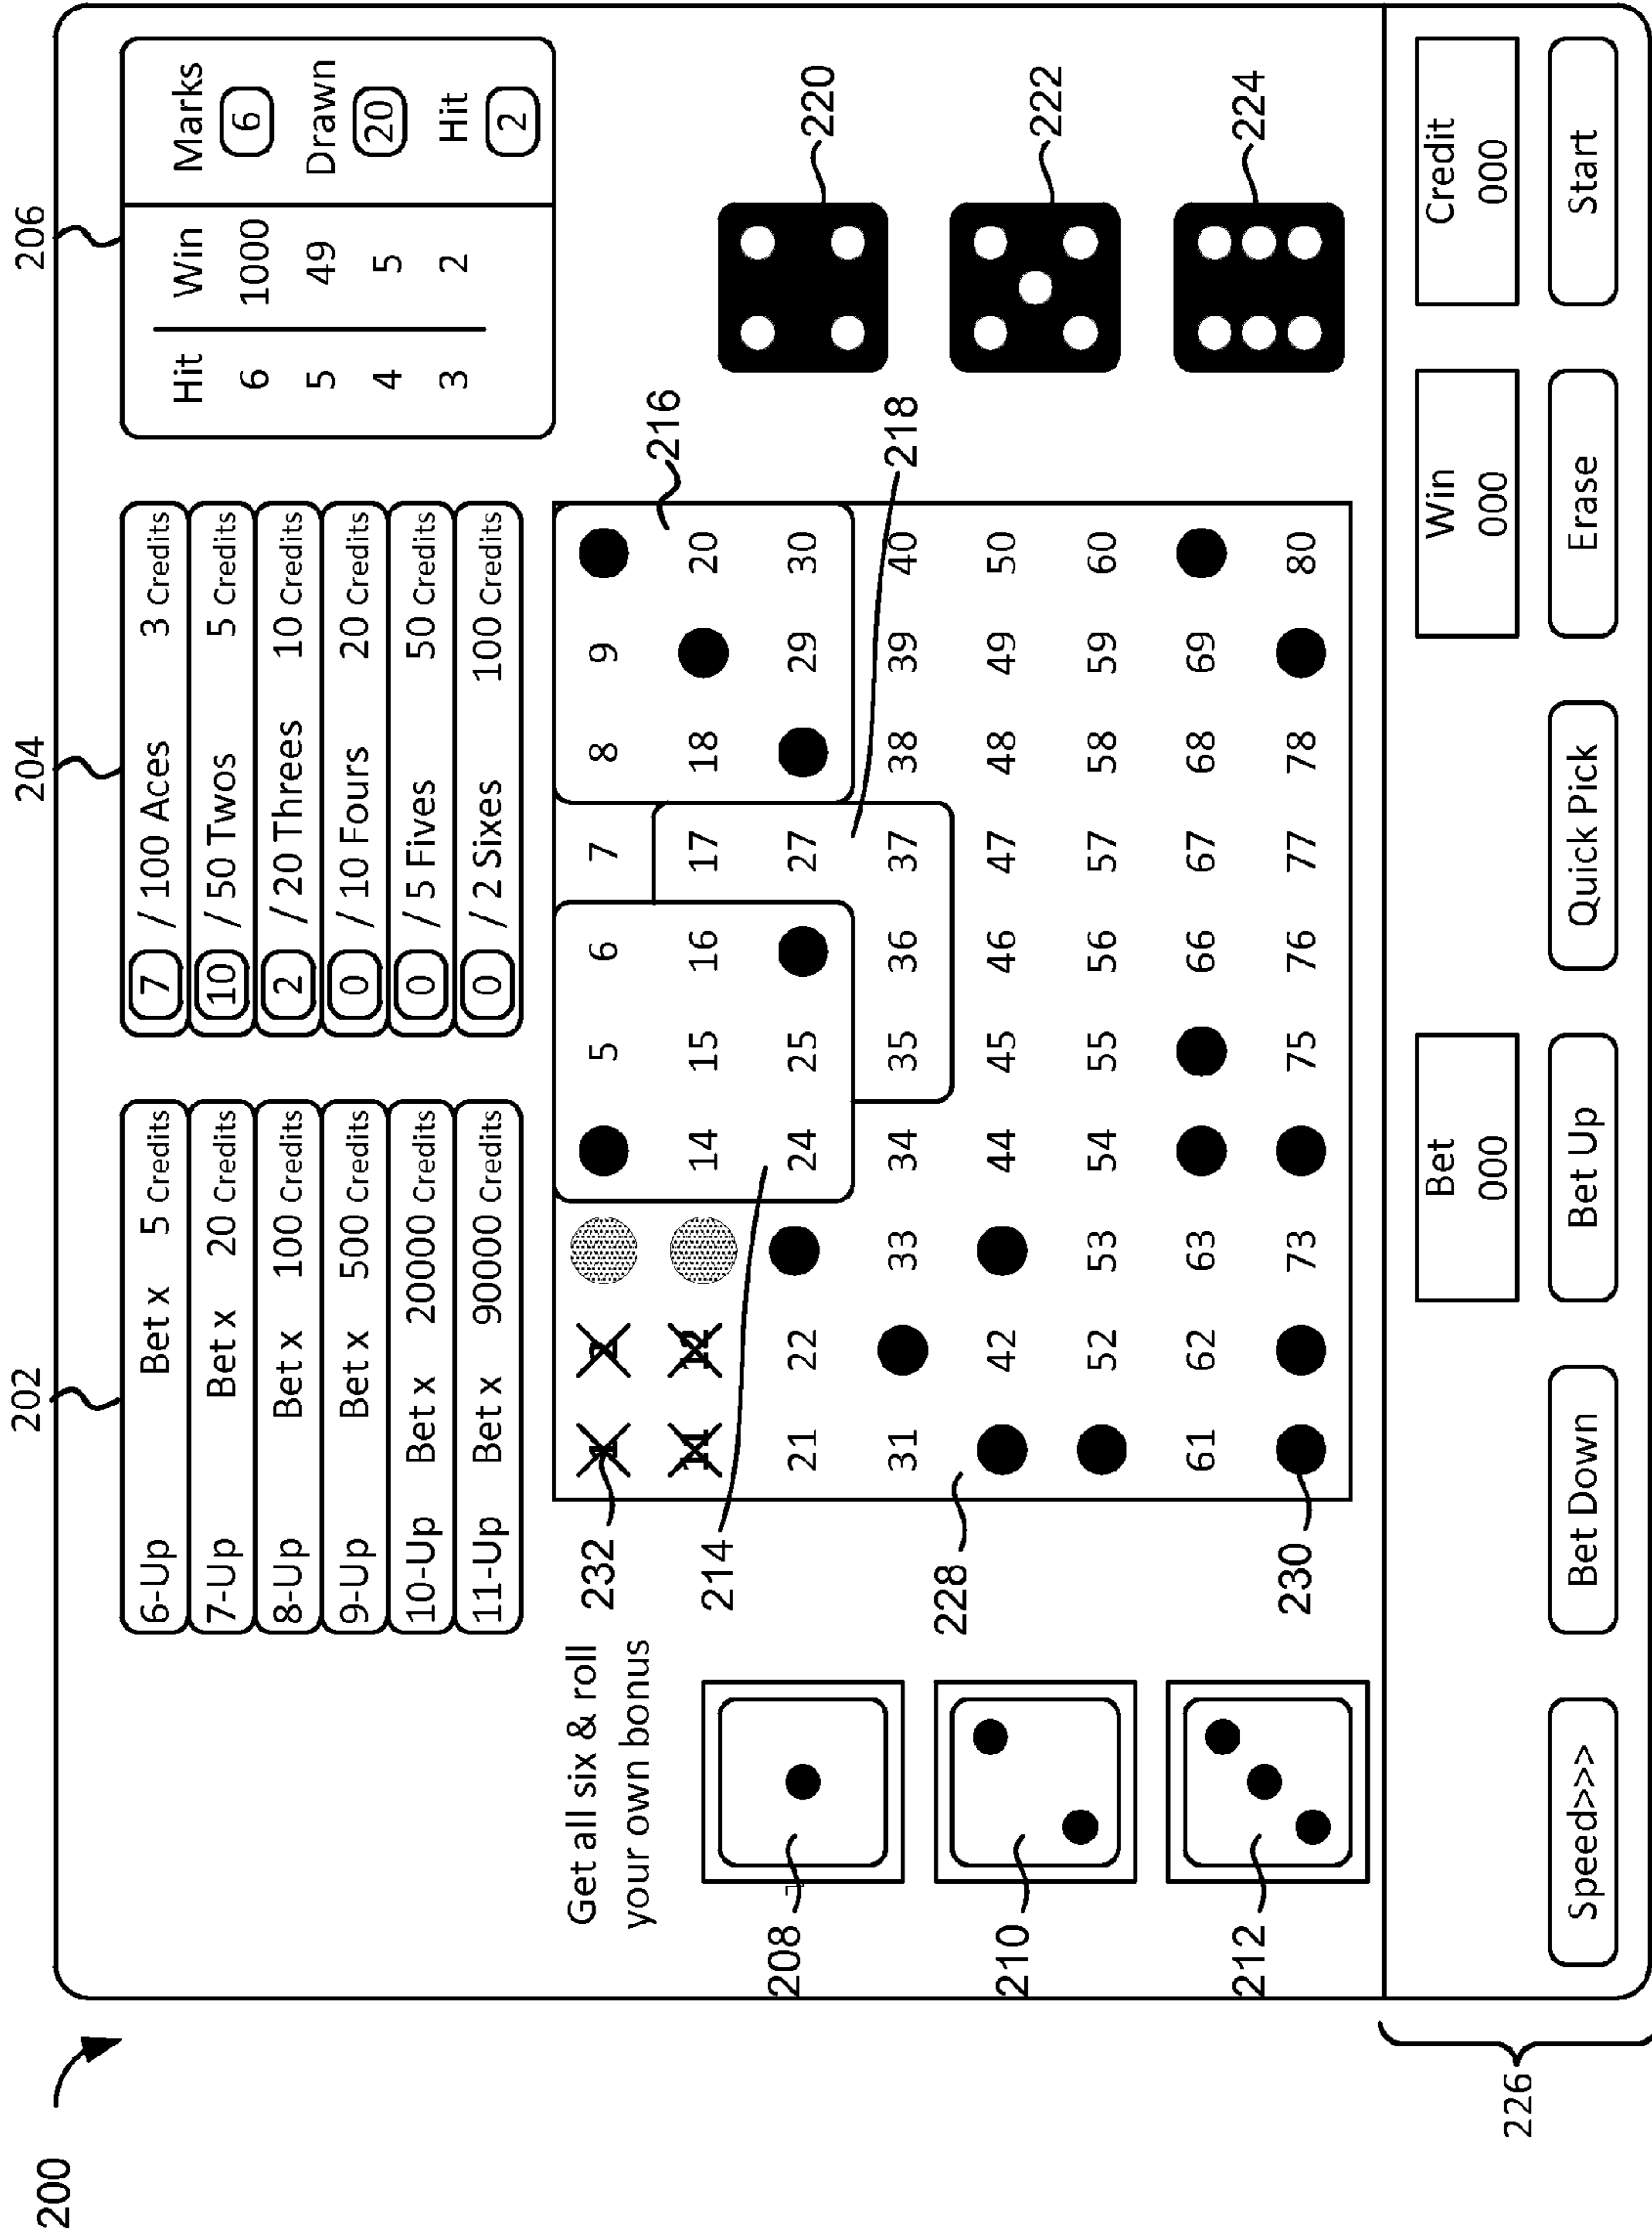 200
202
204
206
6-Up Bet x 5 Credits
7-Up Bet x 20 Credits
8-Up Bet x 100 Credits
9-Up Bet x 500 Credits
10-Up Bet x 20000 Credits
11-Up Bet x 90000 Credits
7 / 100 Aces 3 Credits
10 / 50 Twos 5 Credits
2 / 20 Threes 10 Credits
0 / 10 Fours 20 Credits
0 / 5 Fives 50 Credits
0 / 2 Sixes 100 Credits
Hit Win
6 1000
5 49
4 5
3 2
Marks
6
Drawn
20
Hit
2
Get all six & roll
your own bonus
208
210
212
232
214
228
230
1 2 5 6 7 8 9
11 12 14 15 16 17 18 20
21 22 24 25 27 29 30
31 33 34 35 36 37 38 39 40
42 44 45 46 47 48 49 50
52 53 54 55 56 57 58 59 60
61 62 63 66 67 68 69
73 75 76 77 78 80
216
218
220
222
224
226
Bet
000
Win
000
Credit
000
Speed>>>
Bet Down
Bet Up
Quick Pick
Erase
Start